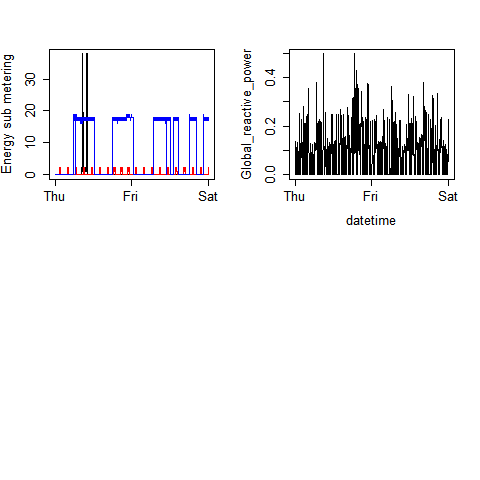 Energy sub metering
0 10 20 30
Thu Fri Sat
Global_reactive_power
0.0 0.2 0.4
Thu Fri Sat
datetime